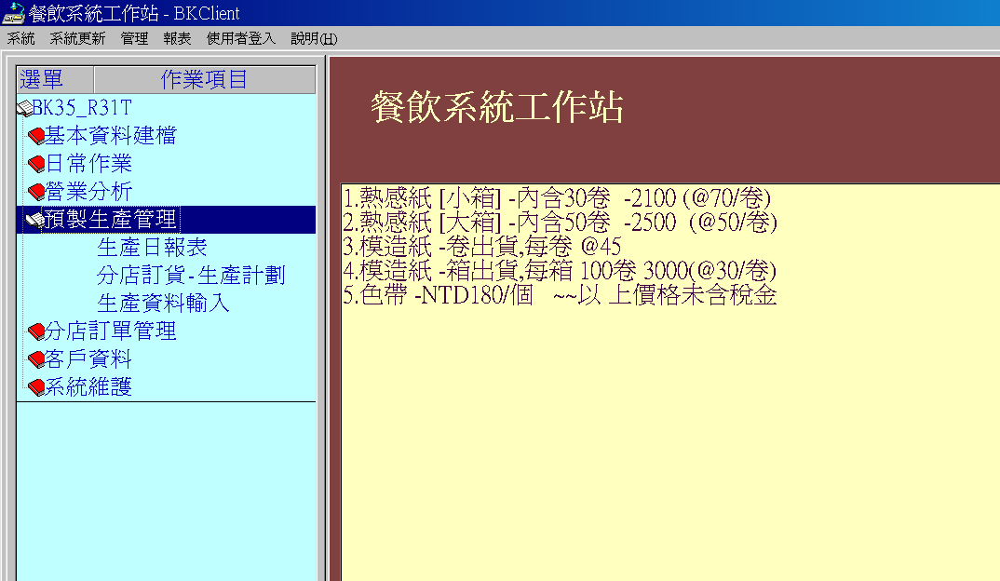 餐飲系統工作站 - BKClient
系統 系統更新 管理 報表 使用者登入 說明(H)
選單 作業項目
BK35_R31T
基本資料建檔
日常作業
營業分析
預製生產管理
生產日報表
分店訂貨-生產計劃
生產資料輸入
分店訂單管理
客戶資料
系統維護
餐飲系統工作站
1.熱感紙 [小箱] -內含30卷 -2100 (@70/卷)
2.熱感紙 [大箱] -內含50卷 -2500 (@50/卷)
3.模造紙 -卷出貨,每卷 @45
4.模造紙 -箱出貨,每箱 100卷 3000(@30/卷)
5.色帶 -NTD180/個 ~~以 上價格未含稅金